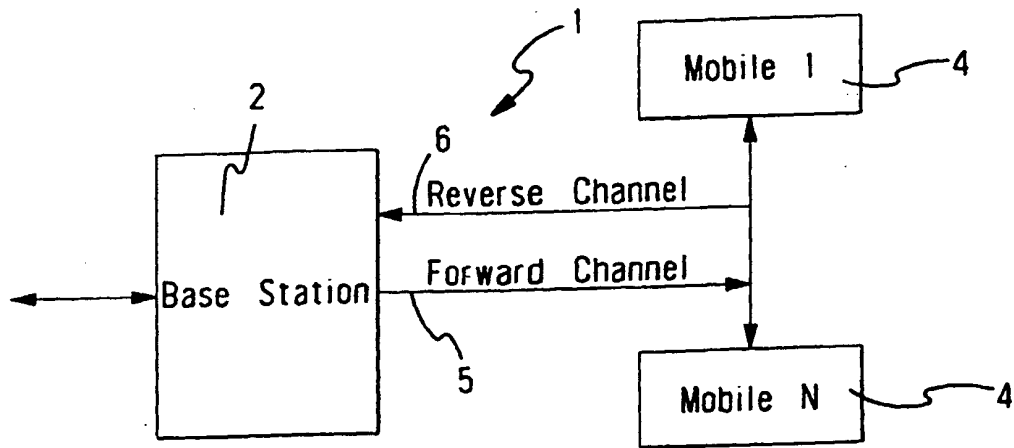 1
Mobile 1
4
2
6
Reverse Channel
Forward Channel
Base Station
5
Mobile N
4